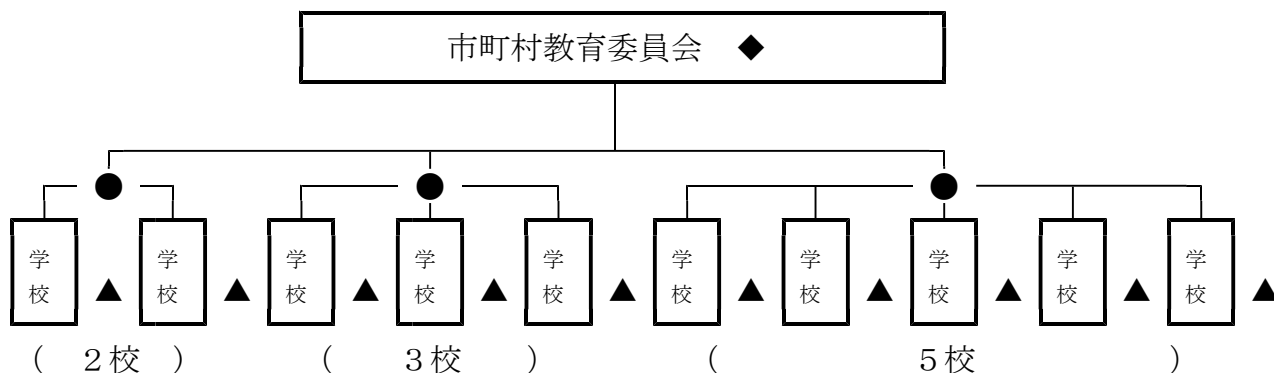 市町村教育委員会 ◆
● ● ●
学校 ▲ 学校 ▲ 学校 ▲ 学校 ▲ 学校 ▲ 学校 ▲ 学校 ▲ 学校 ▲ 学校 ▲ 学校 ▲
( 2校 ) ( 3校 ) ( 5校 )